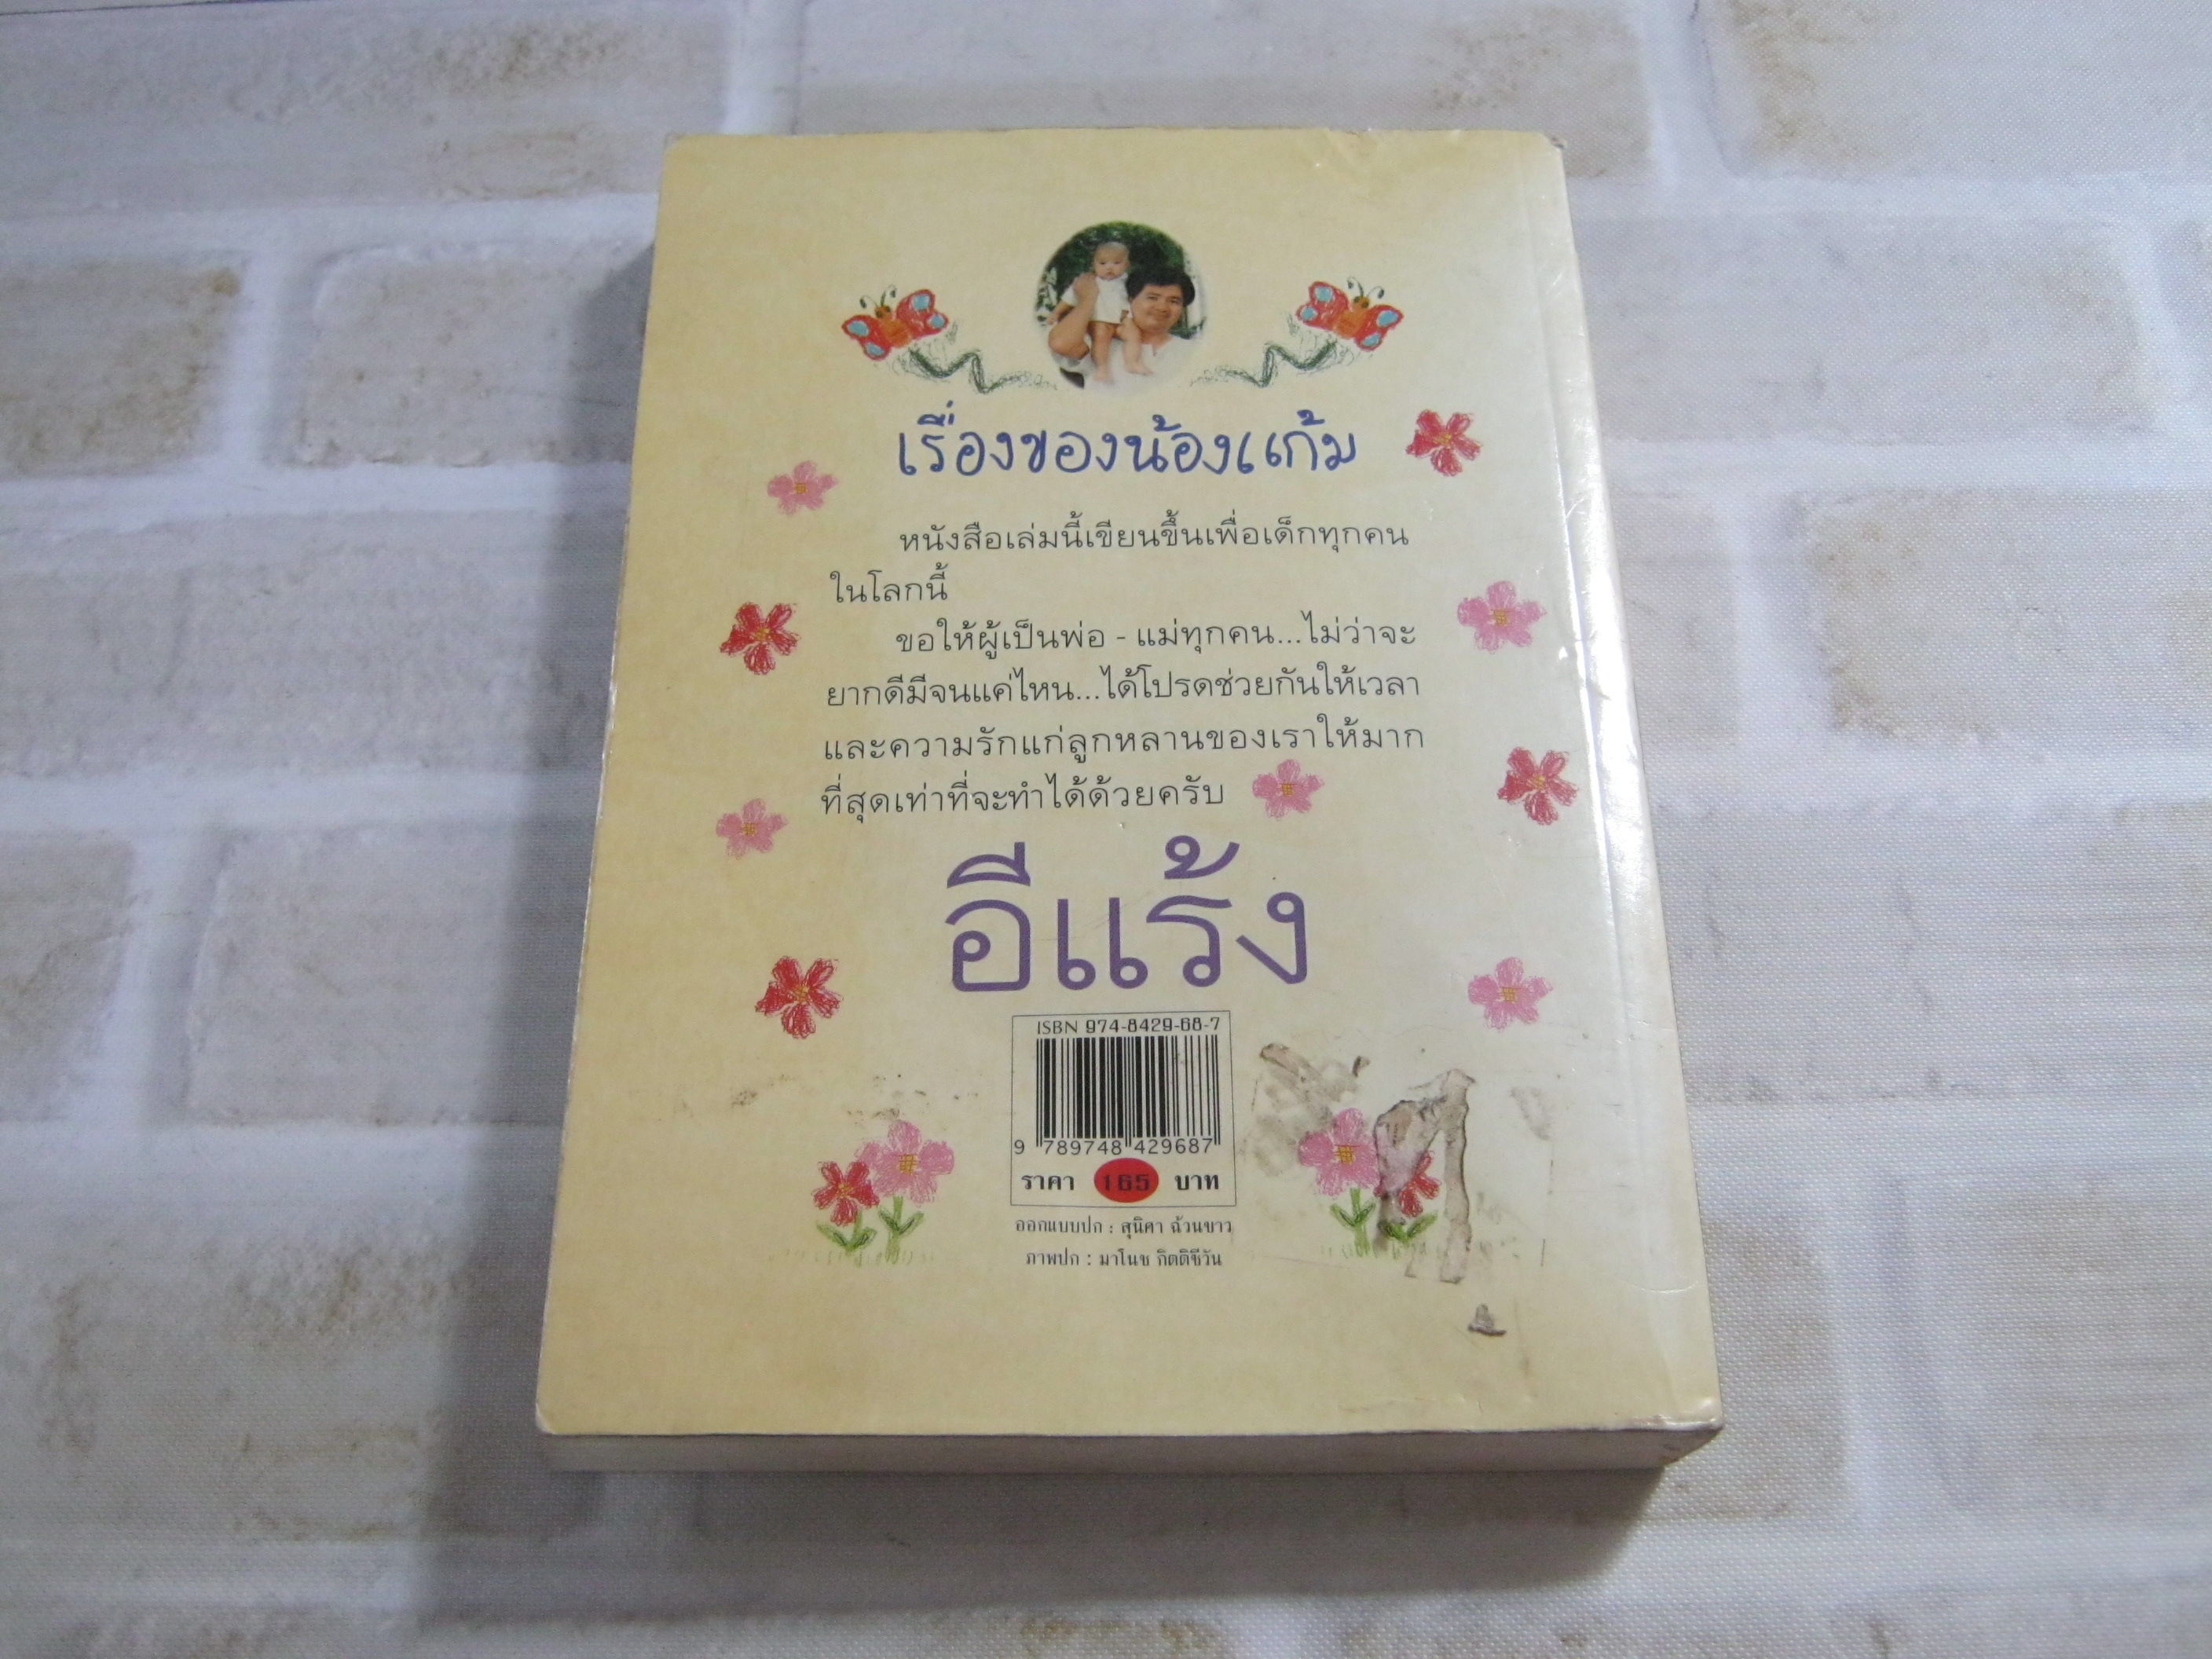 เรื่องของน้องแก้ม
หนังสือเล่มนี้เขียนขึ้นเพื่อเด็กทุกคน
ในโลกนี้
ขอให้ผู้เป็นพ่อ - แม่ทุกคน...ไม่ว่าจะ
ยากดีมีจนแค่ไหน...ได้โปรดช่วยกันให้เวลา
และความรักแก่ลูกหลานของเราให้มาก
ที่สุดเท่าที่จะทำได้ด้วยครับ
อีแร้ง
ISBN 974-8429-68-7
9 789748 429687
ราคา 165 บาท
ออกแบบปก : สุนิศา ฉ้วนขาว
ภาพปก : มาโนช กิตติชีวัน